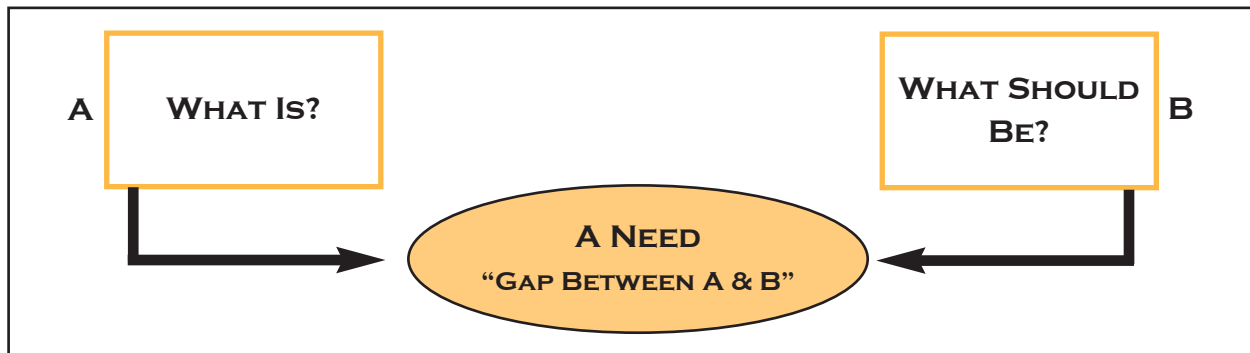 A
WHAT IS?
WHAT SHOULD
BE?
B
A NEED
“GAP BETWEEN A & B”